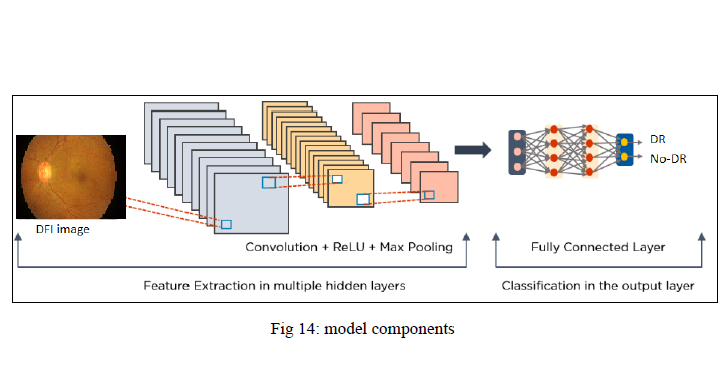 DR
No-DR
DFI image
Convolution + ReLU + Max Pooling
Fully Connected Layer
Feature Extraction in multiple hidden layers
Classification in the output layer
Fig 14: model components